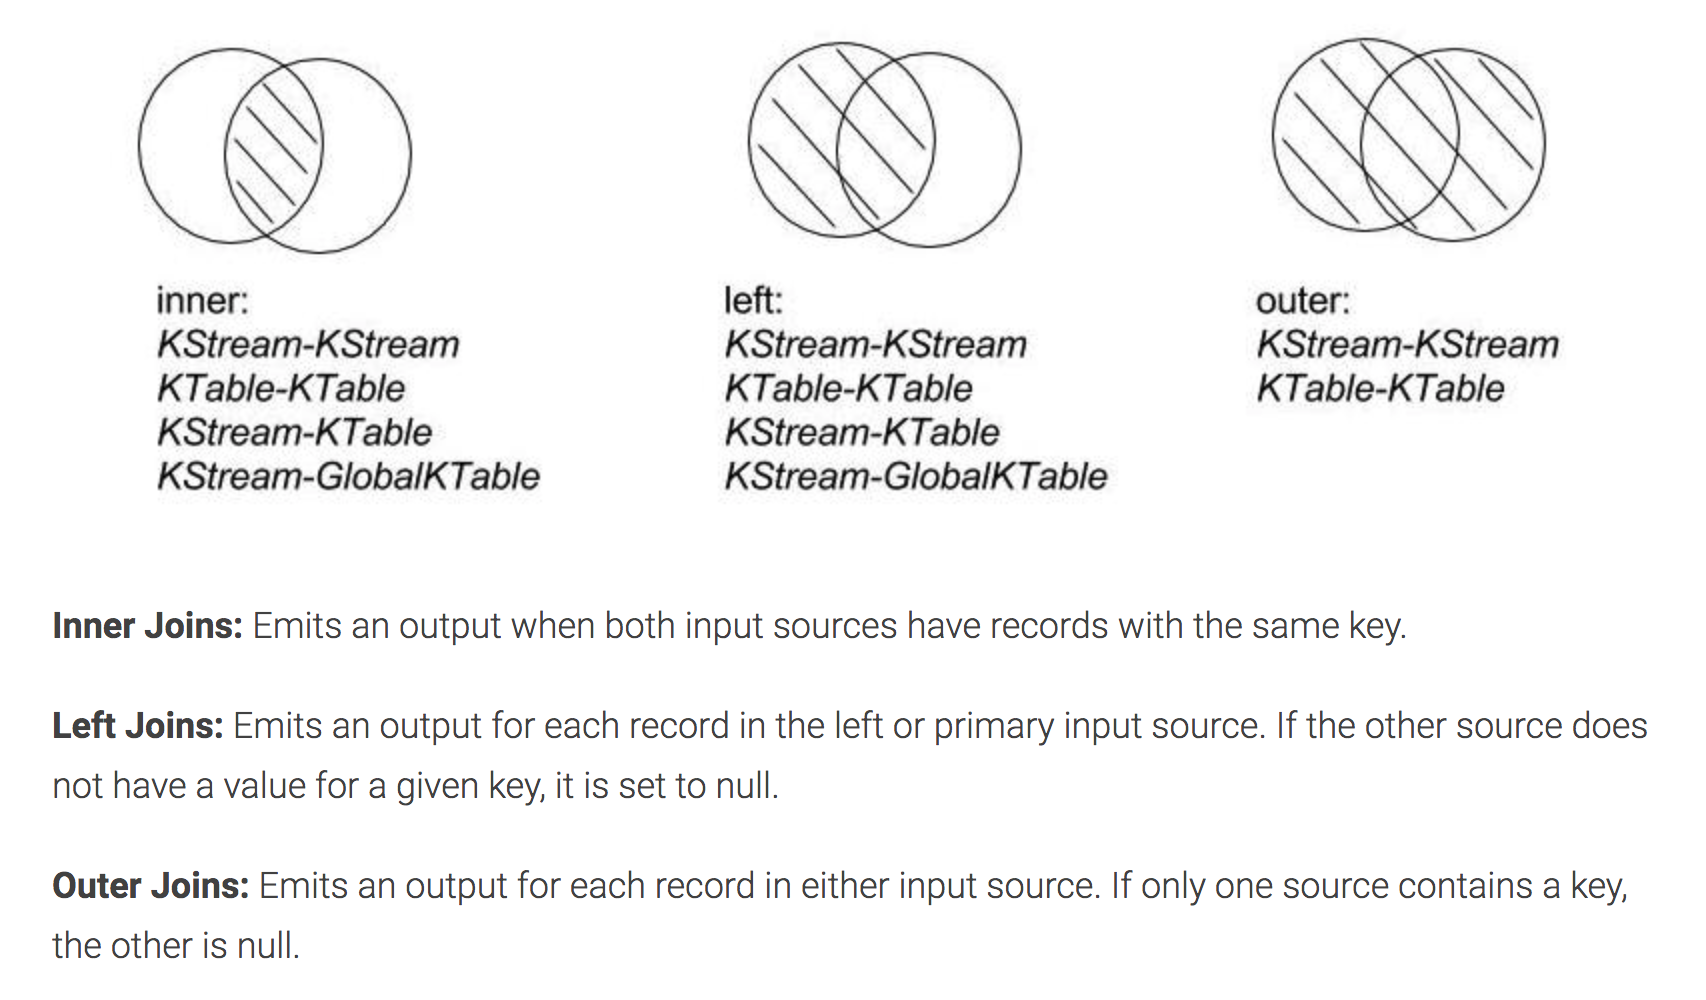 inner:
KStream-KStream
KTable-KTable
KStream-KTable
KStream-GlobalKTable
left:
KStream-KStream
KTable-KTable
KStream-KTable
KStream-GlobalKTable
outer:
KStream-KStream
KTable-KTable
Inner Joins: Emits an output when both input sources have records with the same key.
Left Joins: Emits an output for each record in the left or primary input source. If the other source does
not have a value for a given key, it is set to null.
Outer Joins: Emits an output for each record in either input source. If only one source contains a key,
the other is null.